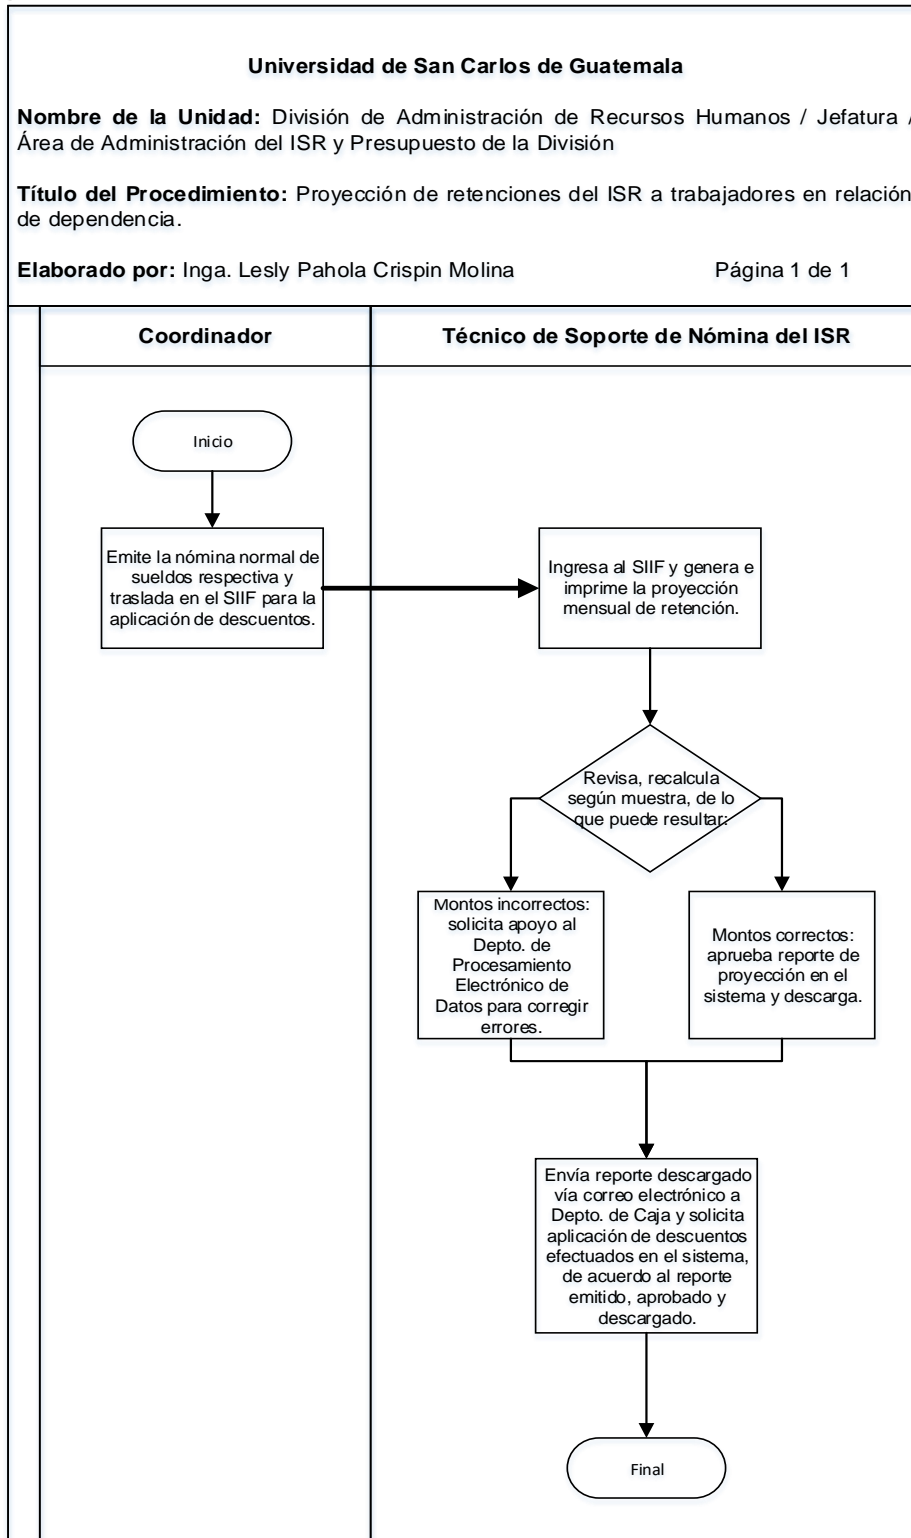 Universidad de San Carlos de Guatemala
Nombre de la Unidad: División de Administración de Recursos Humanos / Jefatura /
Área de Administración del ISR y Presupuesto de la División
Título del Procedimiento: Proyección de retenciones del ISR a trabajadores en relación
de dependencia.
Elaborado por: Inga. Lesly Pahola Crispin Molina Página 1 de 1
Coordinador
Técnico de Soporte de Nómina del ISR
Inicio
Emite la nómina normal de
sueldos respectiva y
traslada en el SIIF para la
aplicación de descuentos.
Ingresa al SIIF y genera e
imprime la proyección
mensual de retención.
Revisa, recalcula
según muestra, de lo
que puede resultar:
Montos incorrectos:
solicita apoyo al
Depto. de
Procesamiento
Electrónico de
Datos para corregir
errores.
Montos correctos:
aprueba reporte de
proyección en el
sistema y descarga.
Envía reporte descargado
vía correo electrónico a
Depto. de Caja y solicita
aplicación de descuentos
efectuados en el sistema,
de acuerdo al reporte
emitido, aprobado y
descargado.
Final